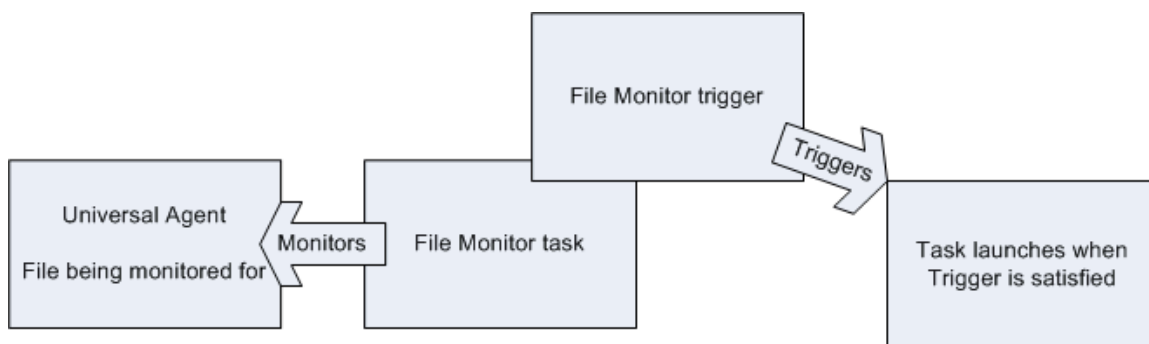 File Monitor trigger
Triggers
Universal Agent
File being monitored for
Monitors
File Monitor task
Task launches when
Trigger is satisfied